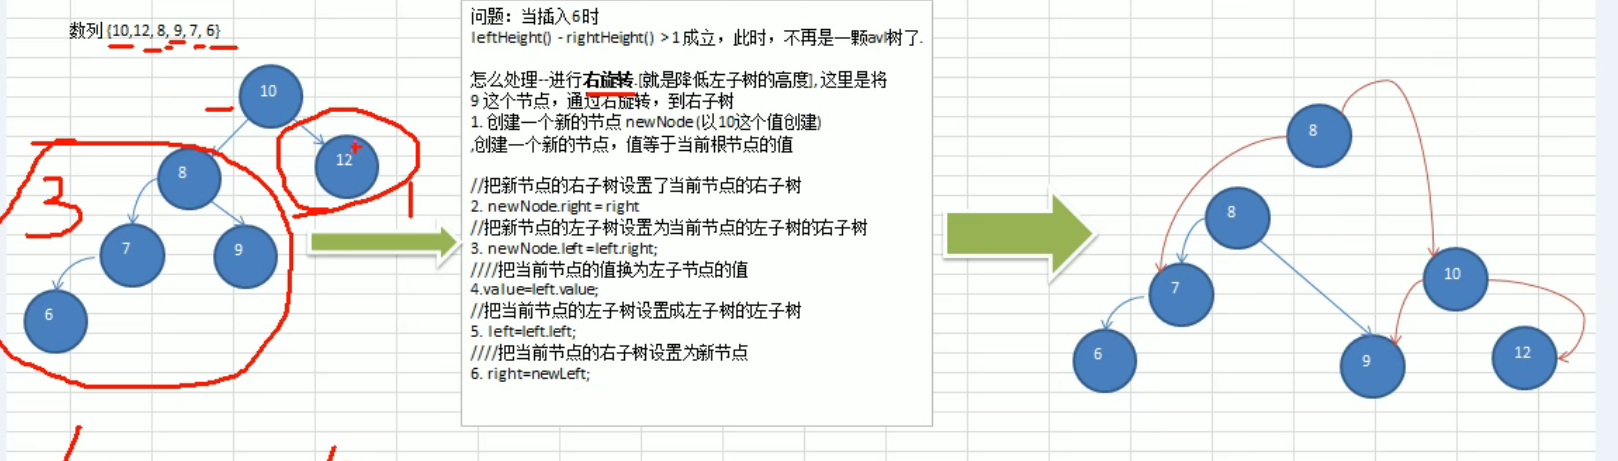 数列 {10,12, 8, 9, 7, 6}
10
12
8
7
9
6
3
问题：当插入6时
leftHeight() - rightHeight() > 1 成立，此时，不再是一颗avl树了.
怎么处理--进行右旋转.[就是降低左子树的高度], 这里是将
9 这个节点，通过右旋转，到右子树
1. 创建一个新的节点 newNode (以10这个值创建)
,创建一个新的节点，值等于当前根节点的值
//把新节点的右子树设置了当前节点的右子树
2. newNode.right = right
//把新节点的左子树设置为当前节点的左子树的右子树
3. newNode.left =left.right;
////把当前节点的值换为左子节点的值
4.value=left.value;
//把当前节点的左子树设置成左子树的左子树
5. left=left.left;
////把当前节点的右子树设置为新节点
6. right=newLeft;
8
8
7
10
6
9
12